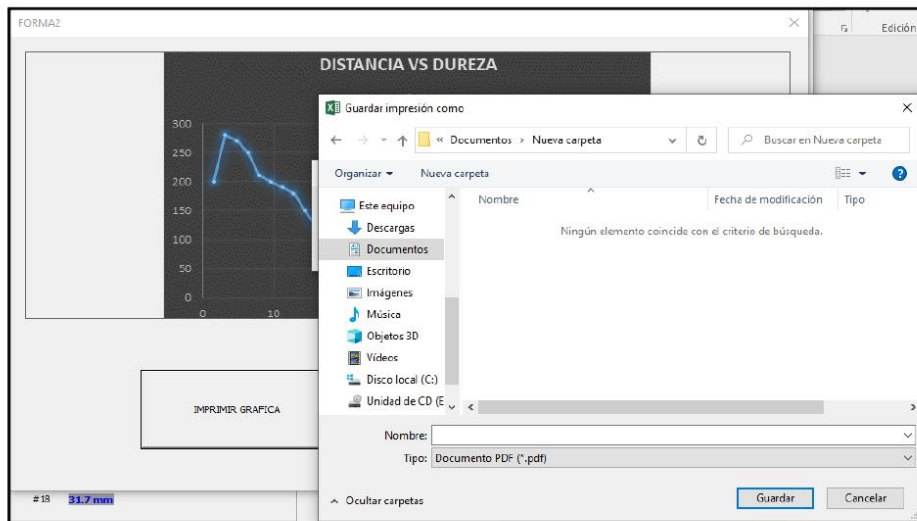 FORMA2
Edición
DISTANCIA VS DUREZA
300
250
200
150
100
50
0
0 10
IMPRIMIR GRAFICA
#18 31.7 mm
Guardar impresión como
« Documentos › Nueva carpeta
Buscar en Nueva carpeta
Organizar Nueva carpeta
Nombre Fecha de modificación Tipo
Ningún elemento coincide con el criterio de búsqueda.
Este equipo
Descargas
Documentos
Escritorio
Imágenes
Música
Objetos 3D
Vídeos
Disco local (C:)
Unidad de CD (E
Nombre:
Tipo: Documento PDF (*.pdf)
Ocultar carpetas
Guardar Cancelar